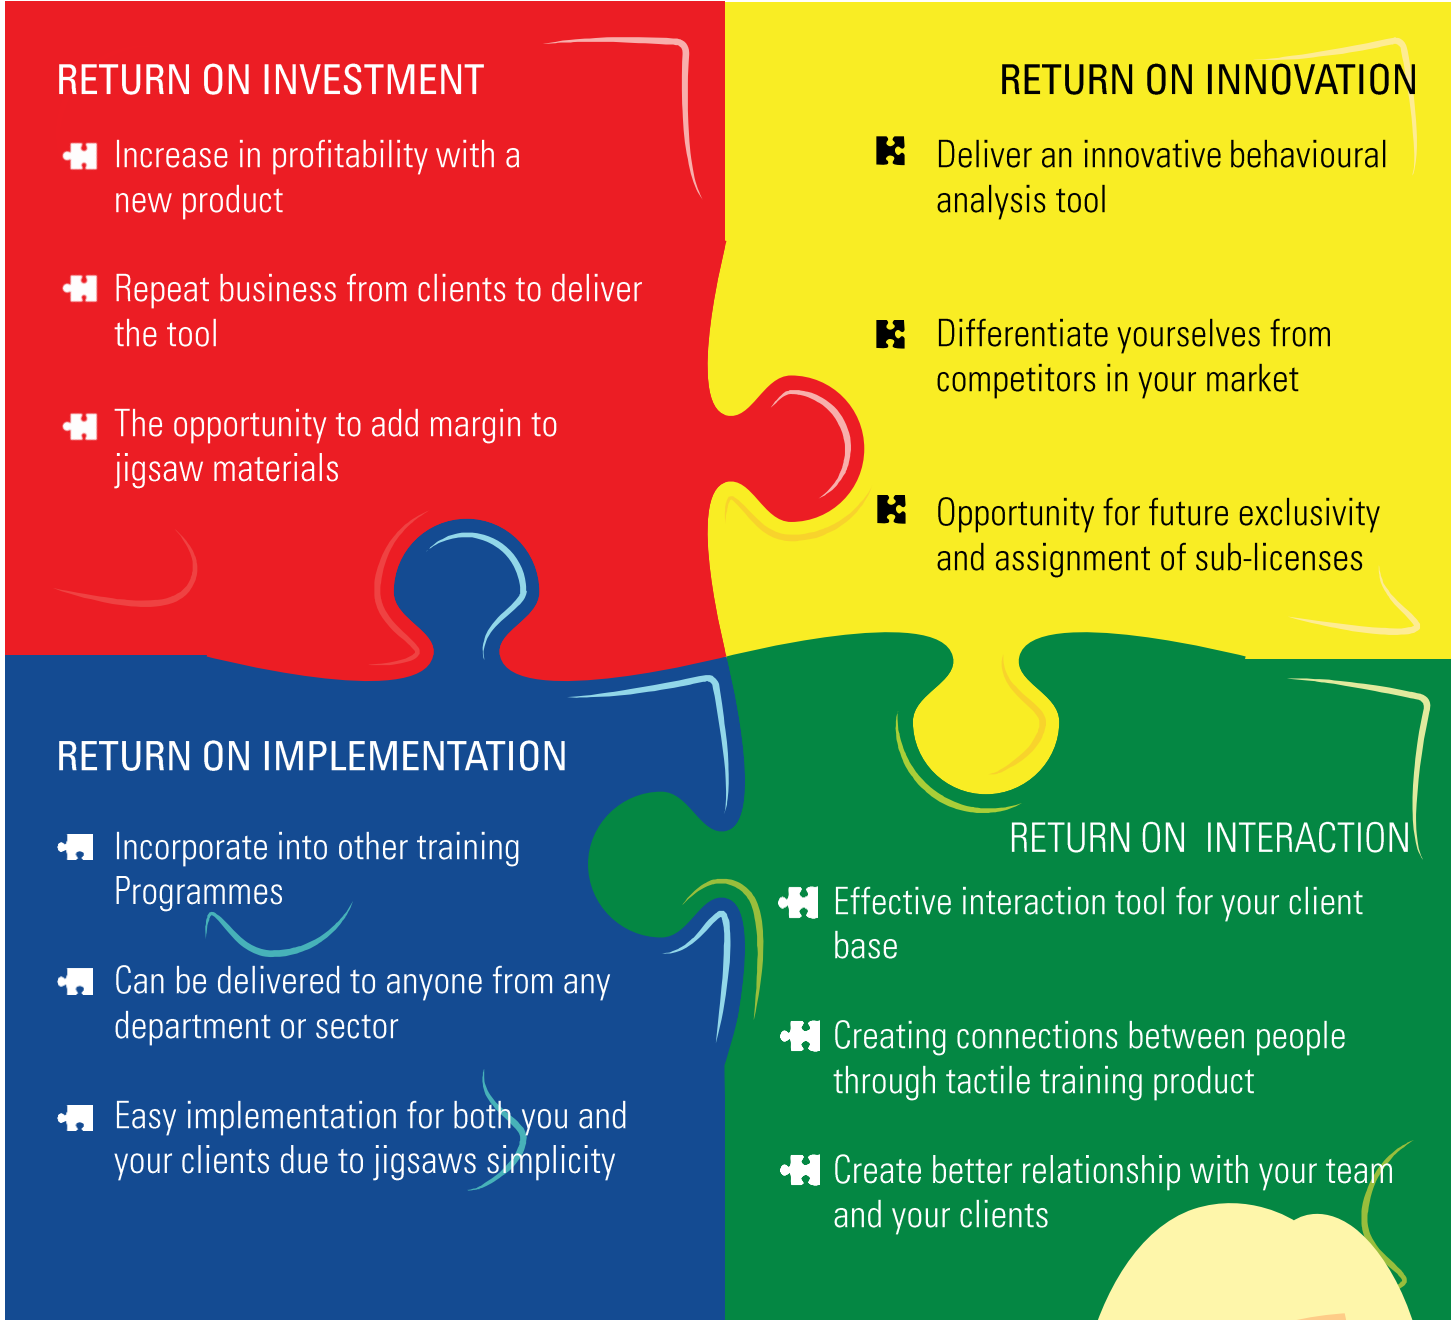 RETURN ON INVESTMENT
Increase in profitability with a
new product
Repeat business from clients to deliver
the tool
The opportunity to add margin to
jigsaw materials
RETURN ON INNOVATION
Deliver an innovative behavioural
analysis tool
Differentiate yourselves from
competitors in your market
Opportunity for future exclusivity
and assignment of sub-licenses
RETURN ON IMPLEMENTATION
Incorporate into other training
Programmes
Can be delivered to anyone from any
department or sector
Easy implementation for both you and
your clients due to jigsaws simplicity
RETURN ON INTERACTION
Effective interaction tool for your client
base
Creating connections between people
through tactile training product
Create better relationship with your team
and your clients